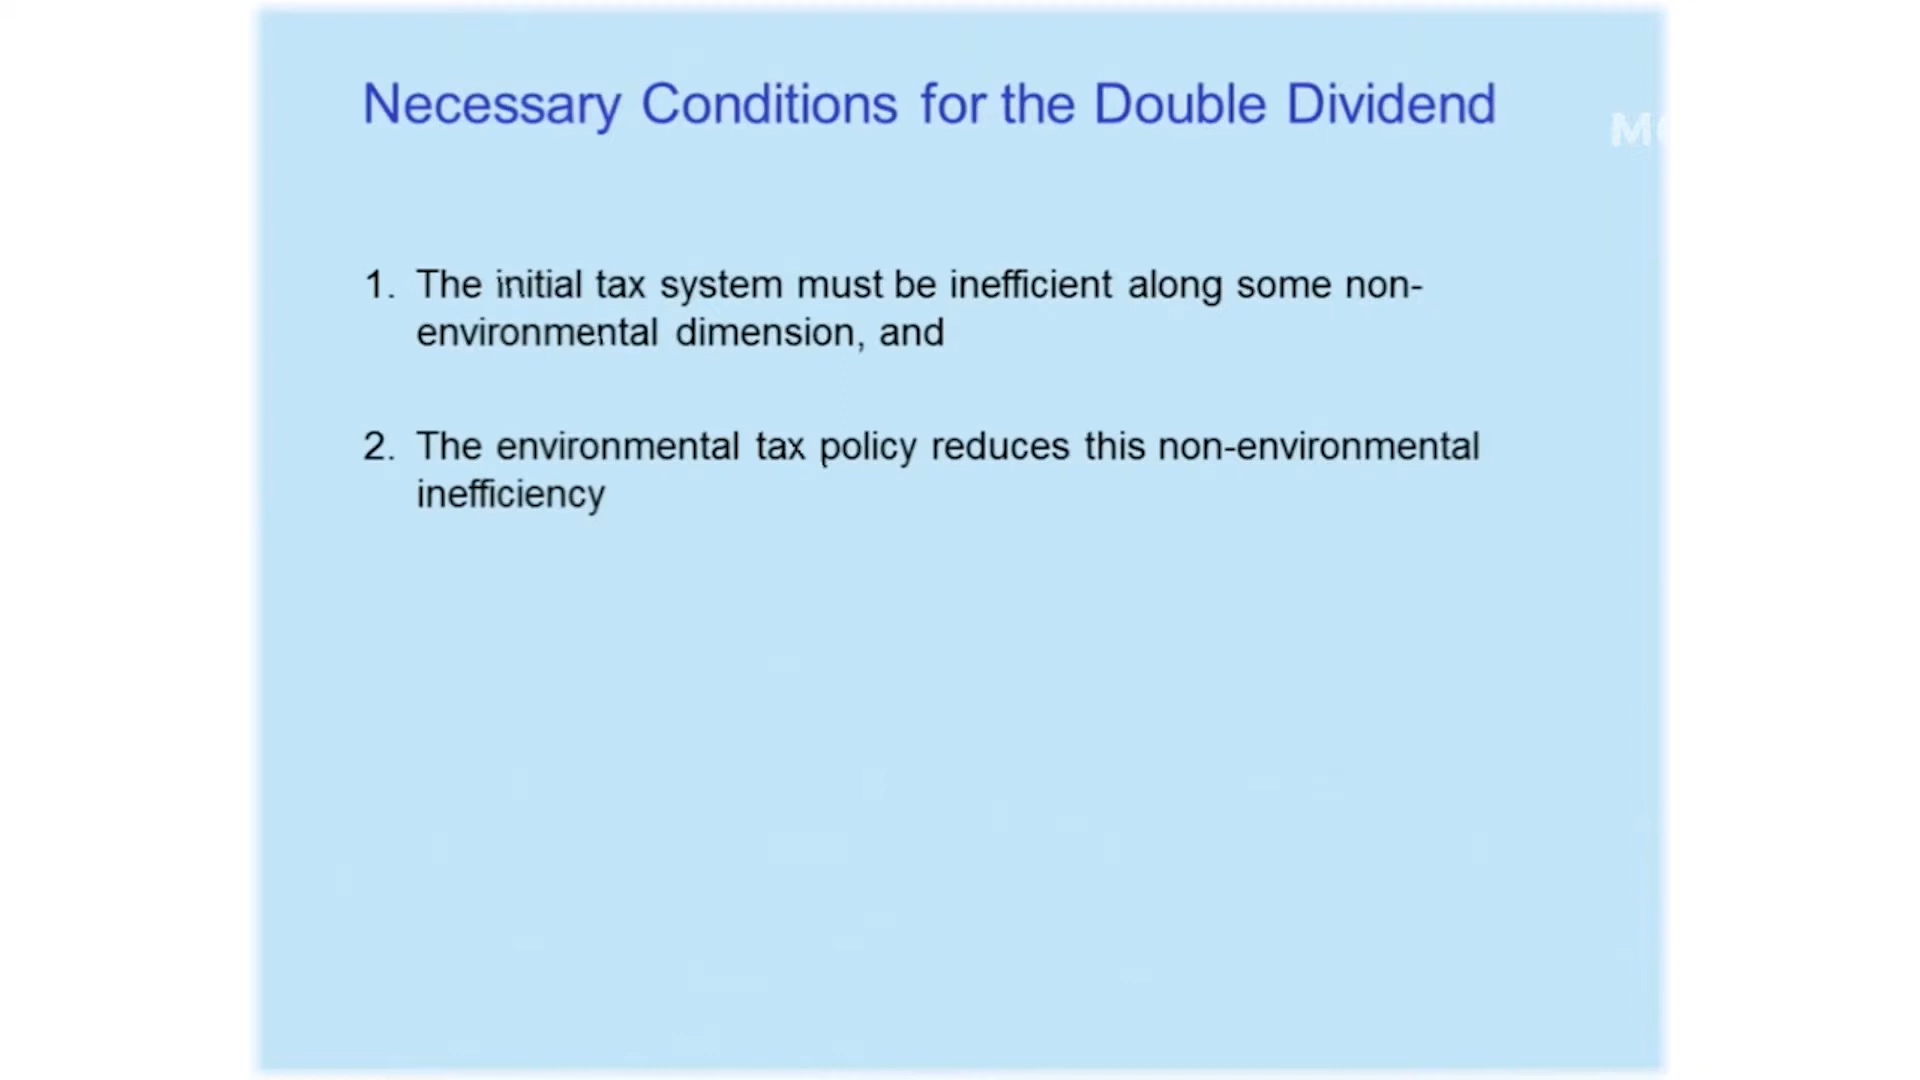 Necessary Conditions for the Double Dividend
1. The initial tax system must be inefficient along some non-
environmental dimension, and
2. The environmental tax policy reduces this non-environmental
inefficiency